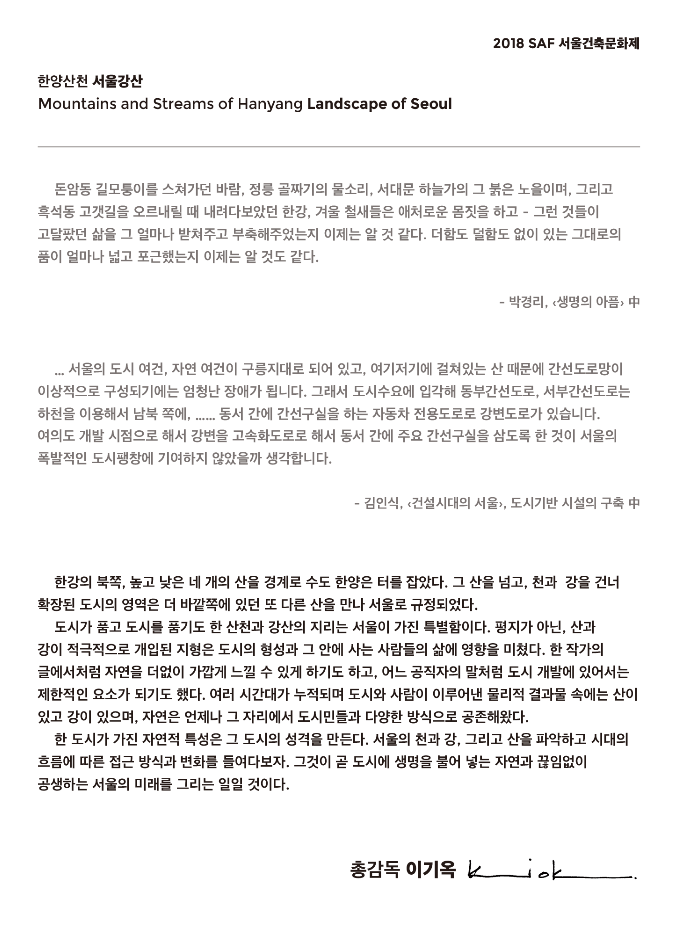 2018 SAF 서울건축문화제
한양산천 서울강산
Mountains and Streams of Hanyang Landscape of Seoul
돈암동 길모퉁이를 스쳐가던 바람, 정릉 골짜기의 물소리, 서대문 하늘가의 그 붉은 노을이며, 그리고
흑석동 고갯길을 오르내릴 때 내려다보았던 한강, 겨울 철새들은 애처로운 몸짓을 하고 - 그런 것들이
고달팠던 삶을 그 얼마나 받쳐주고 부축해주었는지 이제는 알 것 같다. 더함도 덜함도 없이 있는 그대로의
품이 얼마나 넓고 포근했는지 이제는 알 것도 같다.
- 박경리, ‹생명의 아픔› 中
... 서울의 도시 여건, 자연 여건이 구릉지대로 되어 있고, 여기저기에 걸쳐있는 산 때문에 간선도로망이
이상적으로 구성되기에는 엄청난 장애가 됩니다. 그래서 도시수요에 입각해 동부간선도로, 서부간선도로는
하천을 이용해서 남북 쪽에, ...... 동서 간에 간선구실을 하는 자동차 전용도로로 강변도로가 있습니다.
여의도 개발 시점으로 해서 강변을 고속화도로로 해서 동서 간에 주요 간선구실을 삼도록 한 것이 서울의
폭발적인 도시팽창에 기여하지 않았을까 생각합니다.
- 김인식, ‹건설시대의 서울›, 도시기반 시설의 구축 中
한강의 북쪽, 높고 낮은 네 개의 산을 경계로 수도 한양은 터를 잡았다. 그 산을 넘고, 천과 강을 건너
확장된 도시의 영역은 더 바깥쪽에 있던 또 다른 산을 만나 서울로 규정되었다.
도시가 품고 도시를 품기도 한 산천과 강산의 지리는 서울이 가진 특별함이다. 평지가 아닌, 산과
강이 적극적으로 개입된 지형은 도시의 형성과 그 안에 사는 사람들의 삶에 영향을 미쳤다. 한 작가의
글에서처럼 자연을 더없이 가깝게 느낄 수 있게 하기도 하고, 어느 공직자의 말처럼 도시 개발에 있어서는
제한적인 요소가 되기도 했다. 여러 시간대가 누적되며 도시와 사람이 이루어낸 물리적 결과물 속에는 산이
있고 강이 있으며, 자연은 언제나 그 자리에서 도시민들과 다양한 방식으로 공존해왔다.
한 도시가 가진 자연적 특성은 그 도시의 성격을 만든다. 서울의 천과 강, 그리고 산을 파악하고 시대의
흐름에 따른 접근 방식과 변화를 들여다보자. 그것이 곧 도시에 생명을 불어 넣는 자연과 끊임없이
공생하는 서울의 미래를 그리는 일일 것이다.
총감독 이기옥